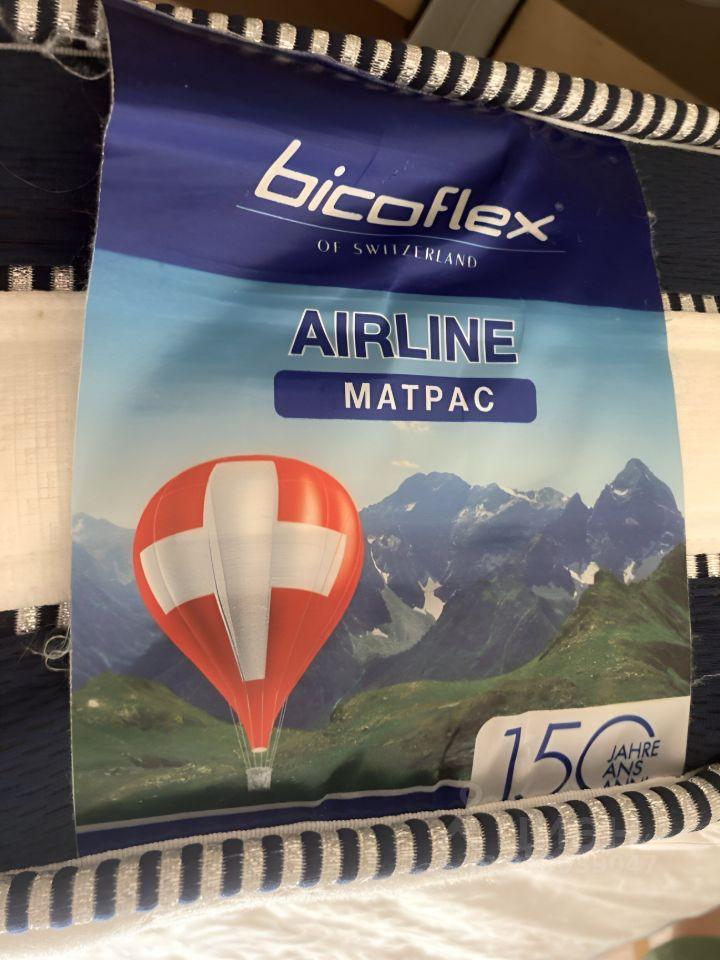 bicoflex
OF SWITZERLAND
AIRLINE
МАТРАС
150
JAHRE
ANS